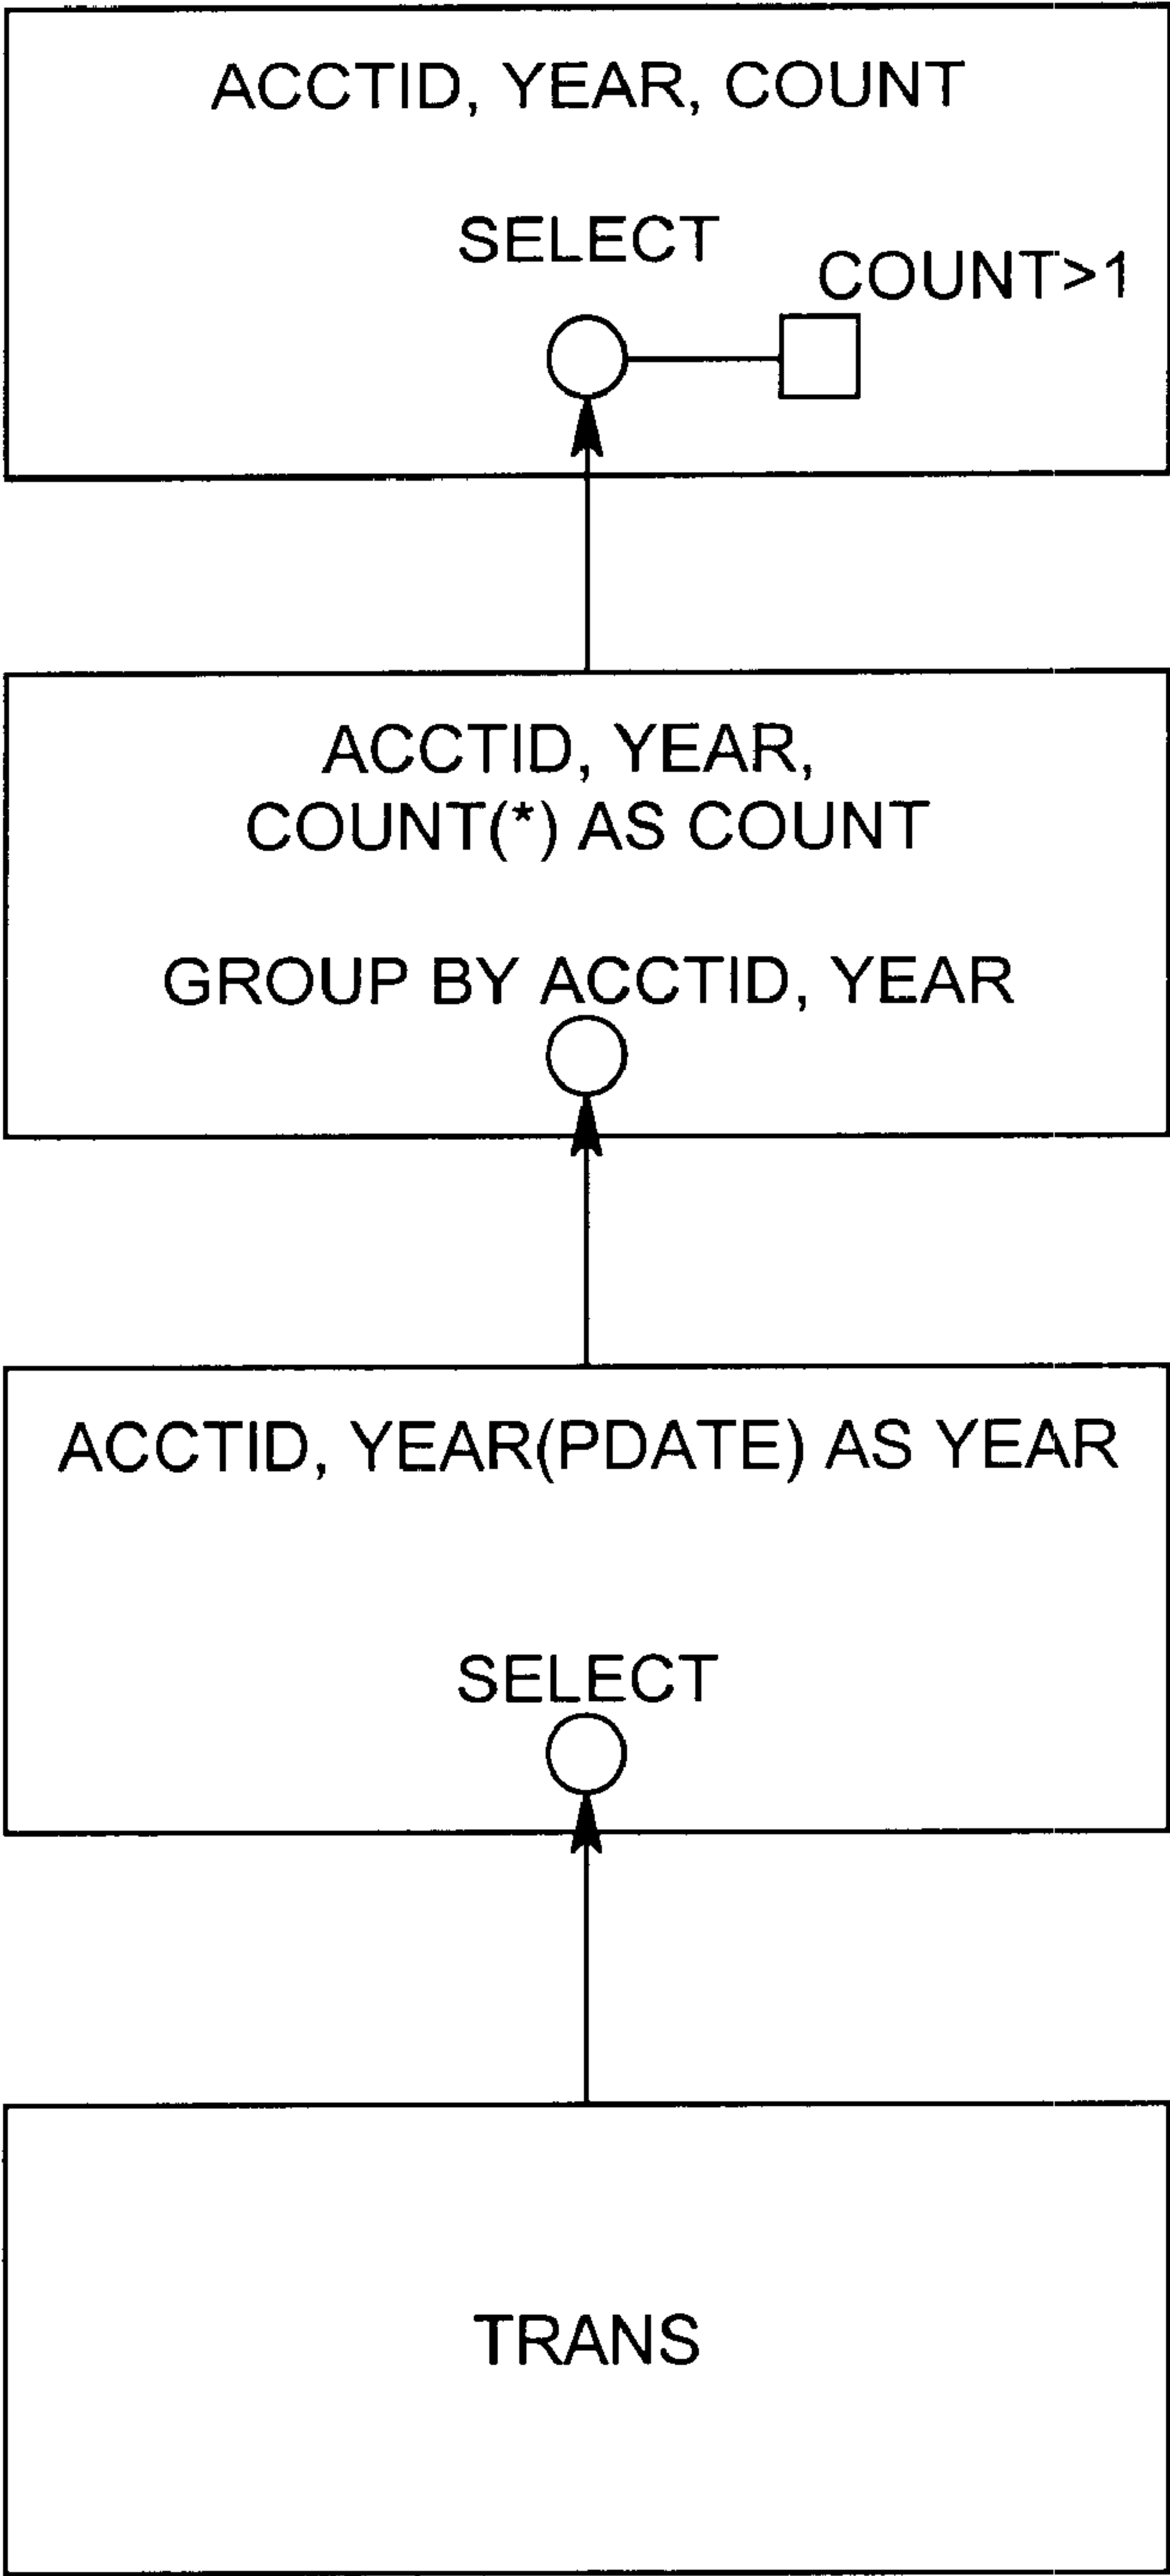 ACCTID, YEAR, COUNT
SELECT
COUNT>1
ACCTID, YEAR,
COUNT(*) AS COUNT
GROUP BY ACCTID, YEAR
ACCTID, YEAR(PDATE) AS YEAR
SELECT
TRANS